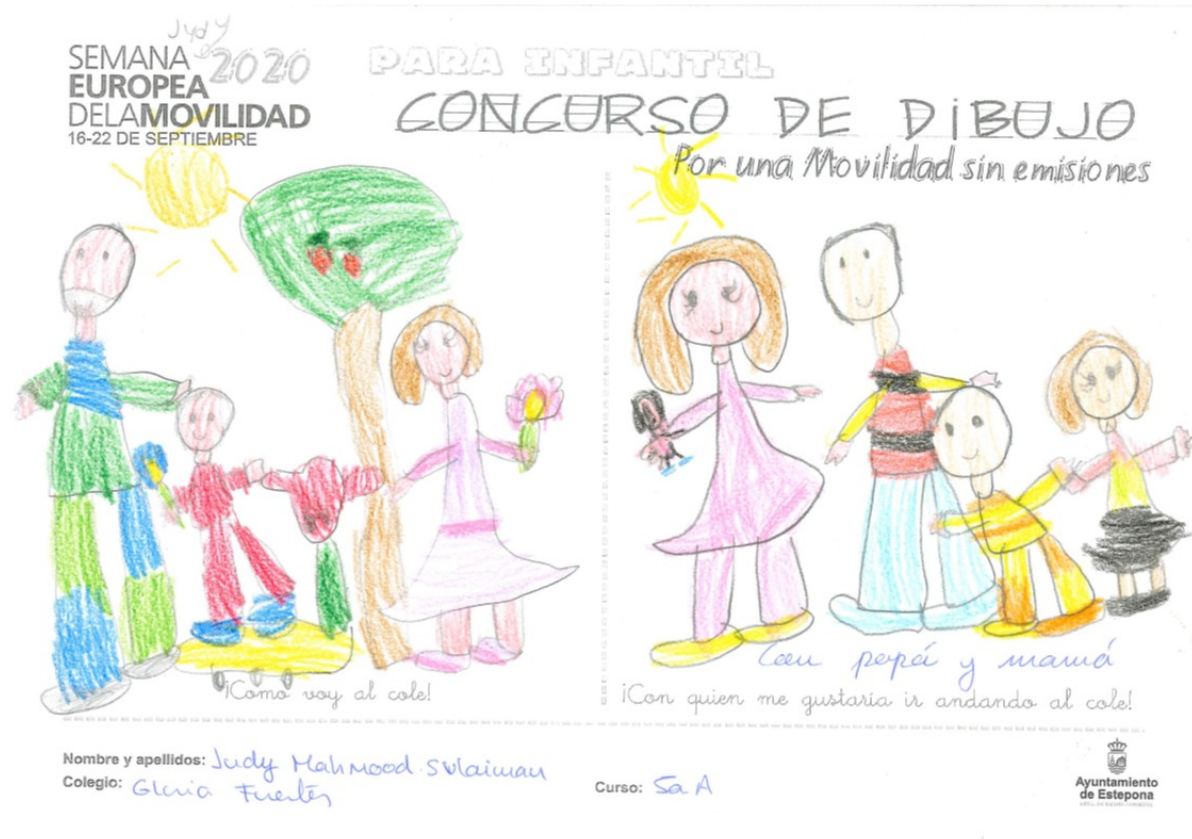 Judy
SEMANA 2020
EUROPEA
DELAMOVILIDAD
16-22 DE SEPTIEMBRE
PARA INFANTIL
CONCURSO DE DIBUJO
Por una Movilidad sin emisiones
Con papá y mamá
¡Como voy al cole!
¡Con quien me gustaría ir andando al cole!
Nombre y apellidos: Judy Mahmood Sulaiman
Colegio: Gloria Fuertes
Curso: 5a A
Ayuntamiento
de Estepona